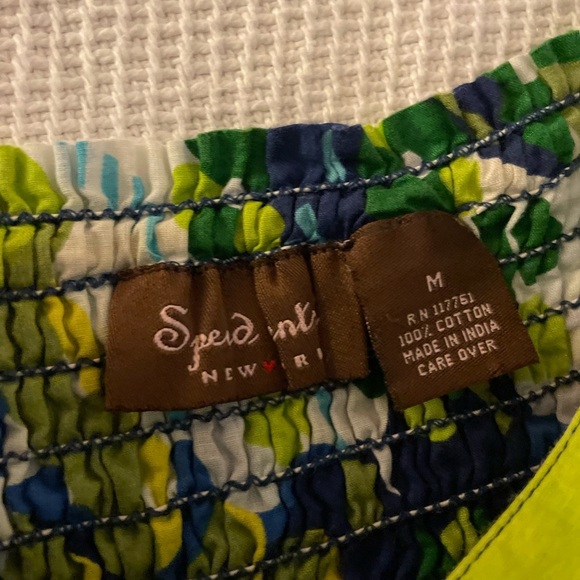 NEW
M
RN 117761
100% COTTON
MADE IN INDIA
CARE OVER